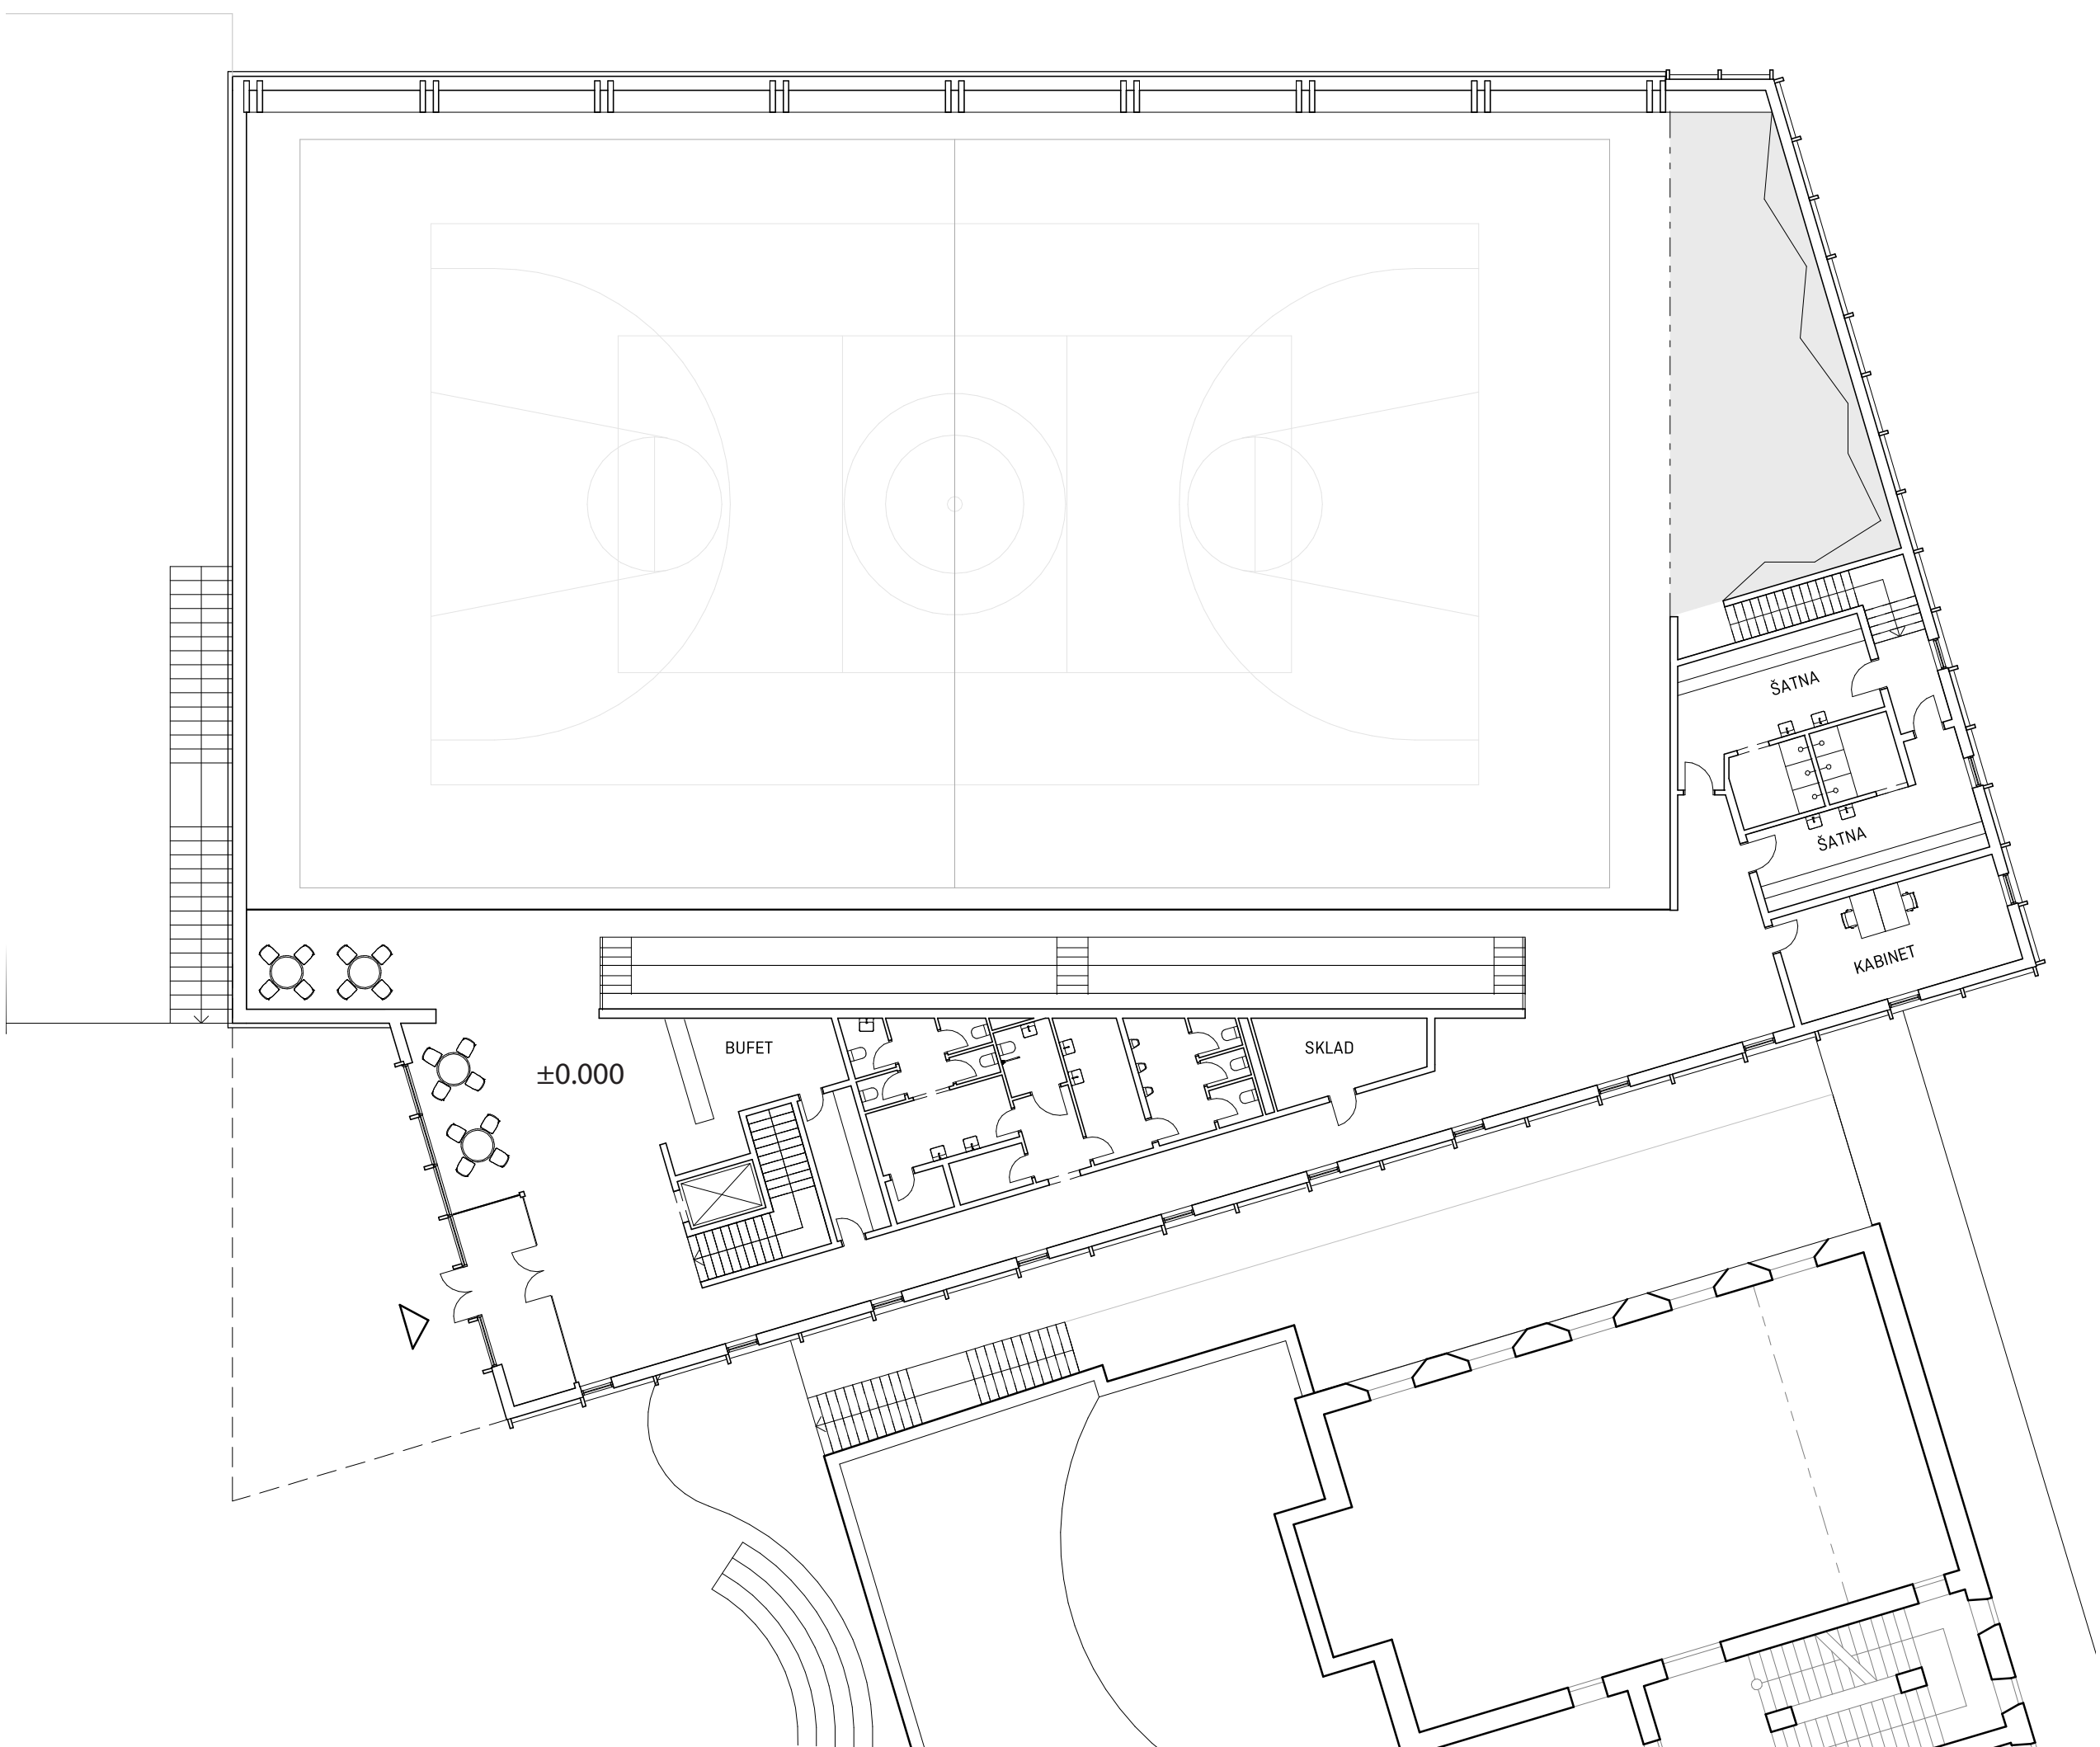 ŠATNA
ŠATNA
KABINET
BUFET
SKLAD
±0.000